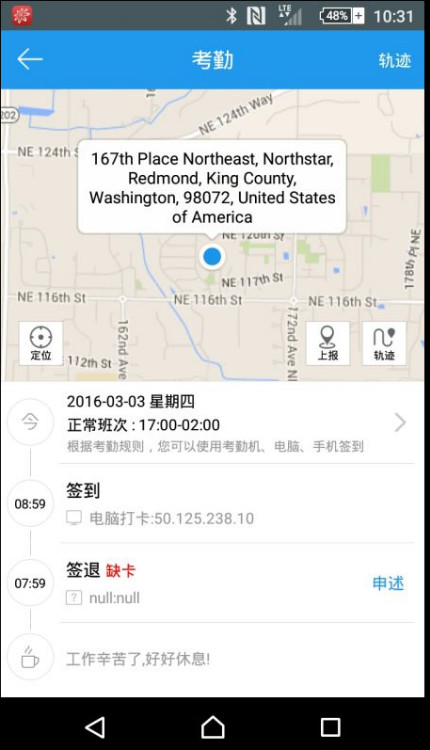 LTE
48%
10:31
考勤
轨迹
202
NE 124th Way
NE 124th S
167th Place Northeast, Northstar,
Redmond, King County,
Washington, 98072, United States
of America
NE 120th St
NE 117th St
178th Pl NE
NE 116th St
NE 116th St
NE 116th St
162nd Ave
172nd Ave NE
112th St
定位
上报
轨迹
今
2016-03-03 星期四
正常班次 : 17:00-02:00
根据考勤规则，您可以使用考勤机、电脑、手机签到
08:59
签到
电脑打卡:50.125.238.10
07:59
签退 缺卡
申述
?
null:null
工作辛苦了,好好休息!